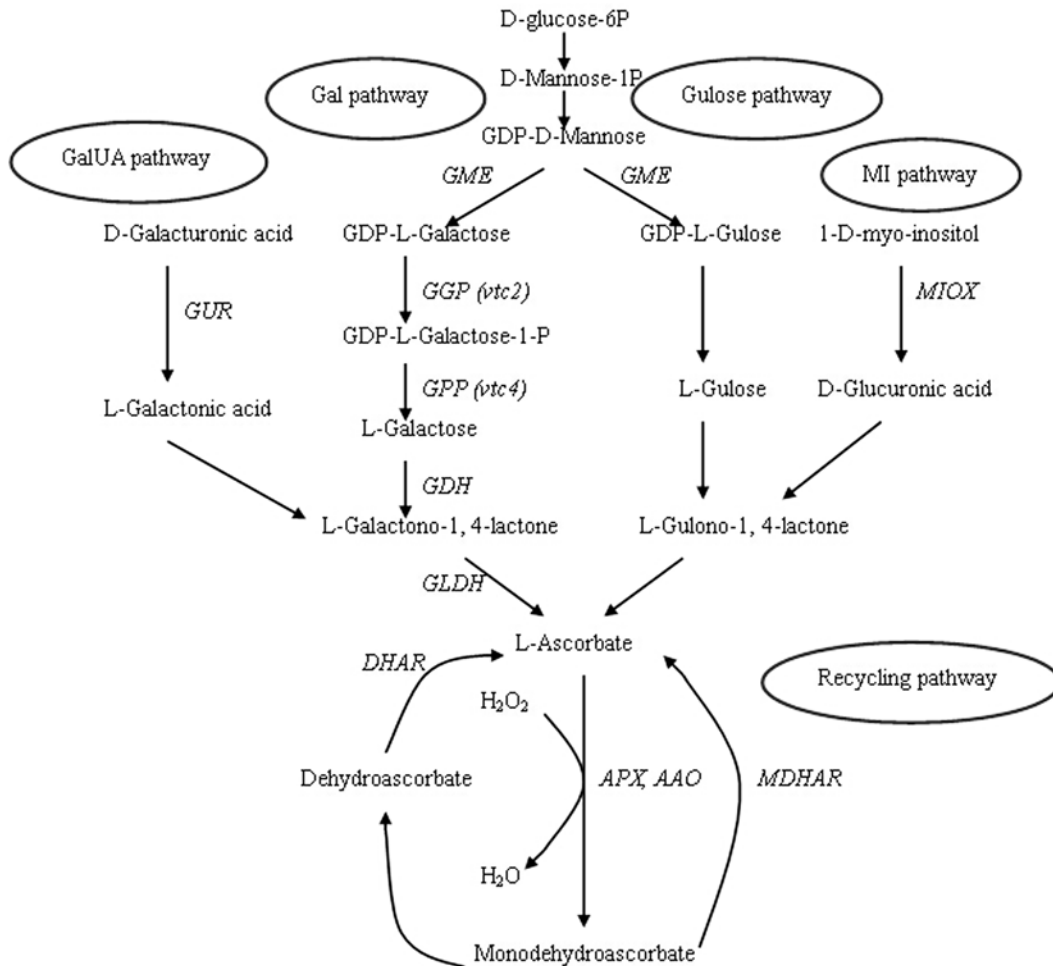 D-glucose-6P
D-Mannose-1P
Gal pathway
Gulose pathway
GDP-D-Mannose
GalUA pathway
MI pathway
GME
GME
D-Galacturonic acid
GDP-L-Galactose
GDP-L-Gulose
1-D-myo-inositol
GUR
GGP (vtc2)
MIOX
GDP-L-Galactose-1-P
GPP (vtc4)
L-Galactonic acid
L-Gulose
D-Glucuronic acid
L-Galactose
GDH
L-Galactono-1, 4-lactone
L-Gulono-1, 4-lactone
GLDH
L-Ascorbate
DHAR
Recycling pathway
H₂O₂
Dehydroascorbate
APX, AAO
MDHAR
H₂O
Monodehydroascorbate